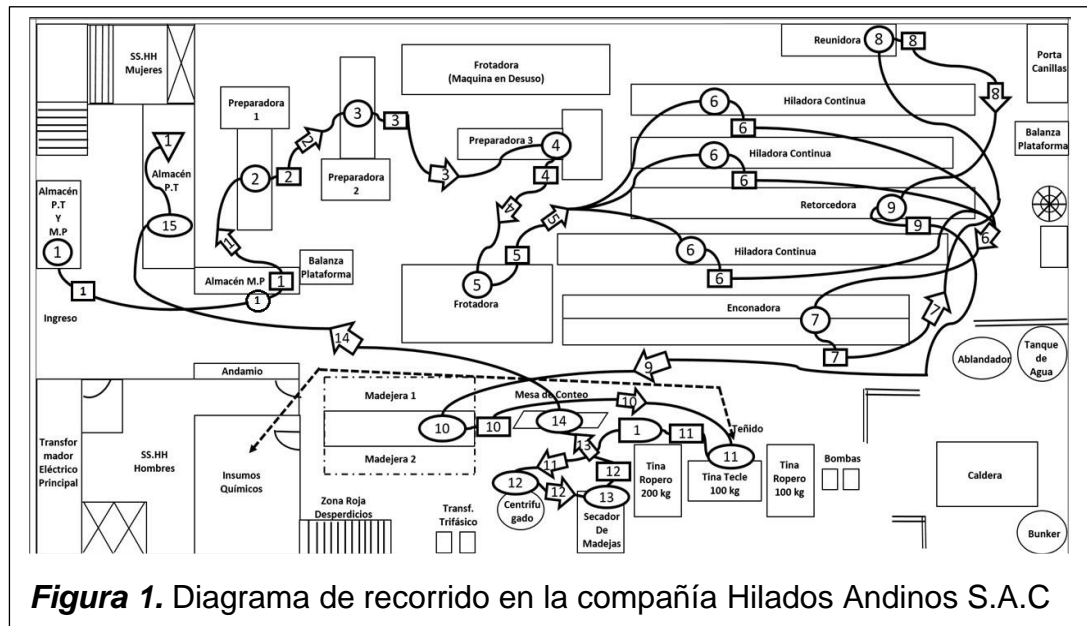 SS.HH
Mujeres
Almacén
P.T
Y
M.P
1
1
Ingreso
1
Almacén
P.T
15
Preparadora
1
2
2
1
2
3
3
Preparadora
2
Almacén M.P
1
1
Balanza
Plataforma
Frotadora
(Maquina en Desuso)
Preparadora 3
3
4
4
4
5
5
5
Frotadora
Reunidora
8
8
8
Porta
Canillas
Hiladora Continua
6
6
Hiladora Continua
6
6
Balanza
Plataforma
Retorcedora
9
9
Hiladora Continua
6
6
6
Enconadora
7
7
7
Ablandador
Tanque
de
Agua
14
9
Andamio
Madejera 1
10
10
Madejera 2
Mesa de Conteo
14
10
1
11
Teñido
11
13
11
12
12
12
13
Centrifu
gado
Secador
De
Madejas
Tina
Ropero
200 kg
Tina Tecle
100 kg
Tina
Ropero
100 kg
Bombas
Caldera
Bunker
Transfor
mador
Eléctrico
Principal
SS.HH
Hombres
Insumos
Químicos
Zona Roja
Desperdicios
Transf.
Trifásico
Figura 1. Diagrama de recorrido en la compañía Hilados Andinos S.A.C